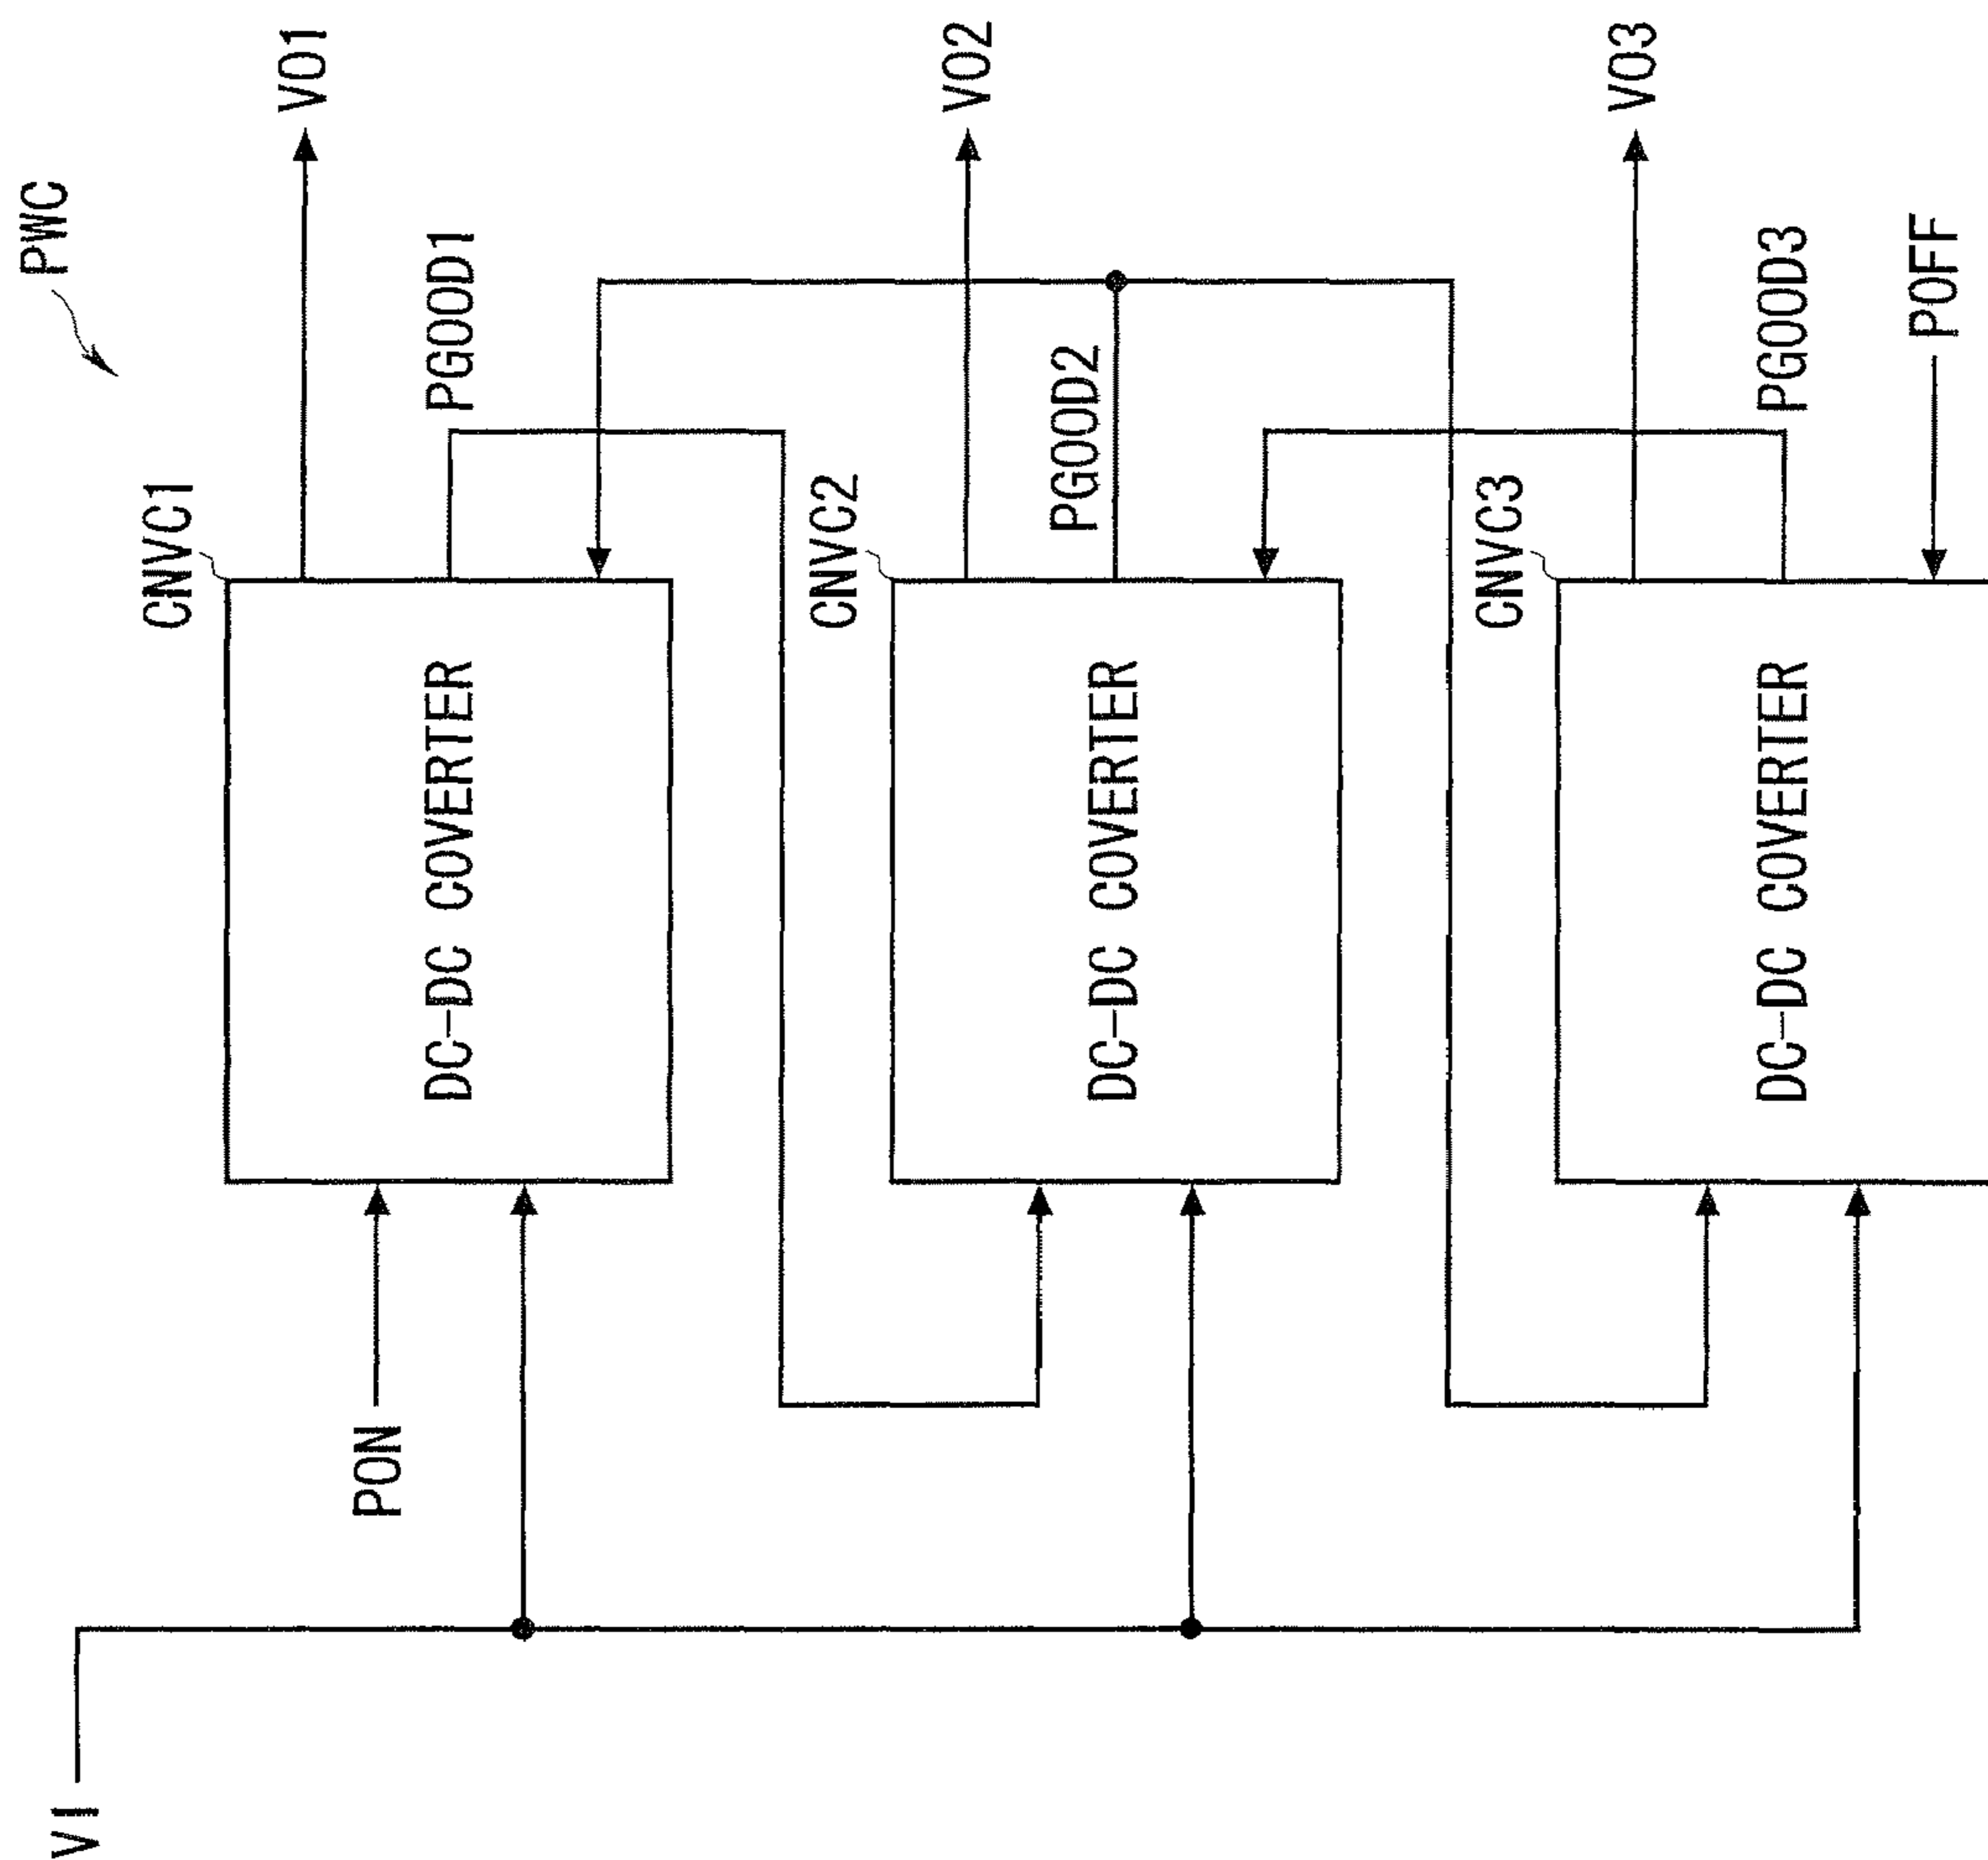 PWC
VI
PON
CNVC1
DC-DC COVERTER
VO1
PGOOD1
CNVC2
DC-DC COVERTER
VO2
PGOOD2
CNVC3
DC-DC COVERTER
VO3
PGOOD3
POFF